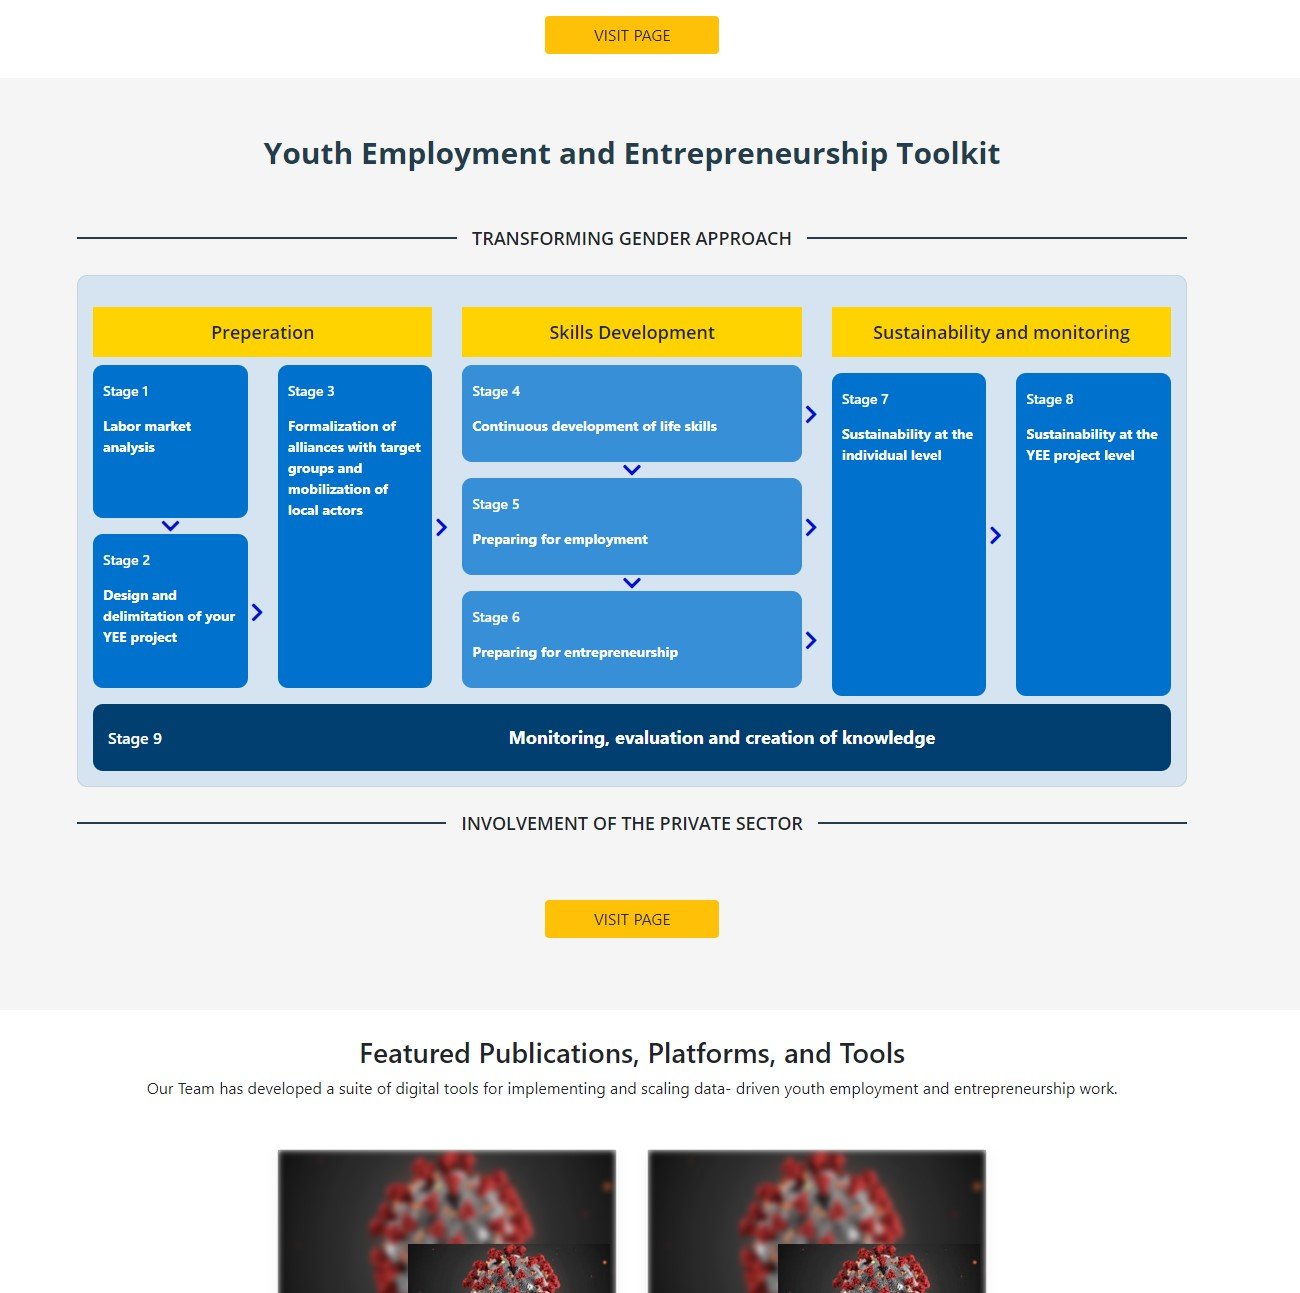 VISIT PAGE
Youth Employment and Entrepreneurship Toolkit
TRANSFORMING GENDER APPROACH
Preperation
Stage 1
Labor market
analysis
Stage 2
Design and
delimitation of your
YEE project
Stage 3
Formalization of
alliances with target
groups and
mobilization of
local actors
Skills Development
Stage 4
Continuous development of life skills
Stage 5
Preparing for employment
Stage 6
Preparing for entrepreneurship
Sustainability and monitoring
Stage 7
Sustainability at the
individual level
Stage 8
Sustainability at the
YEE project level
Stage 9
Monitoring, evaluation and creation of knowledge
INVOLVEMENT OF THE PRIVATE SECTOR
VISIT PAGE
Featured Publications, Platforms, and Tools
Our Team has developed a suite of digital tools for implementing and scaling data- driven youth employment and entrepreneurship work.